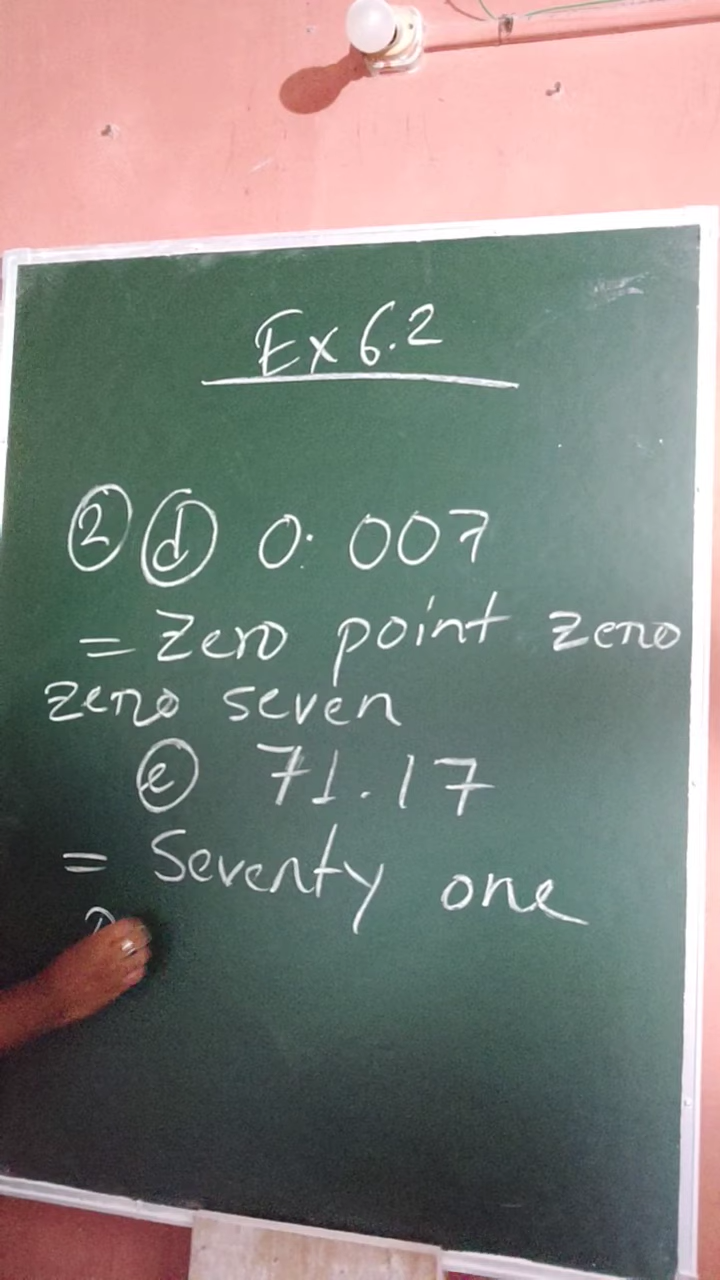 Ex 6.2
② ⓓ 0.007
= Zero point zero
zero seven
ⓔ 71.17
= Seventy one